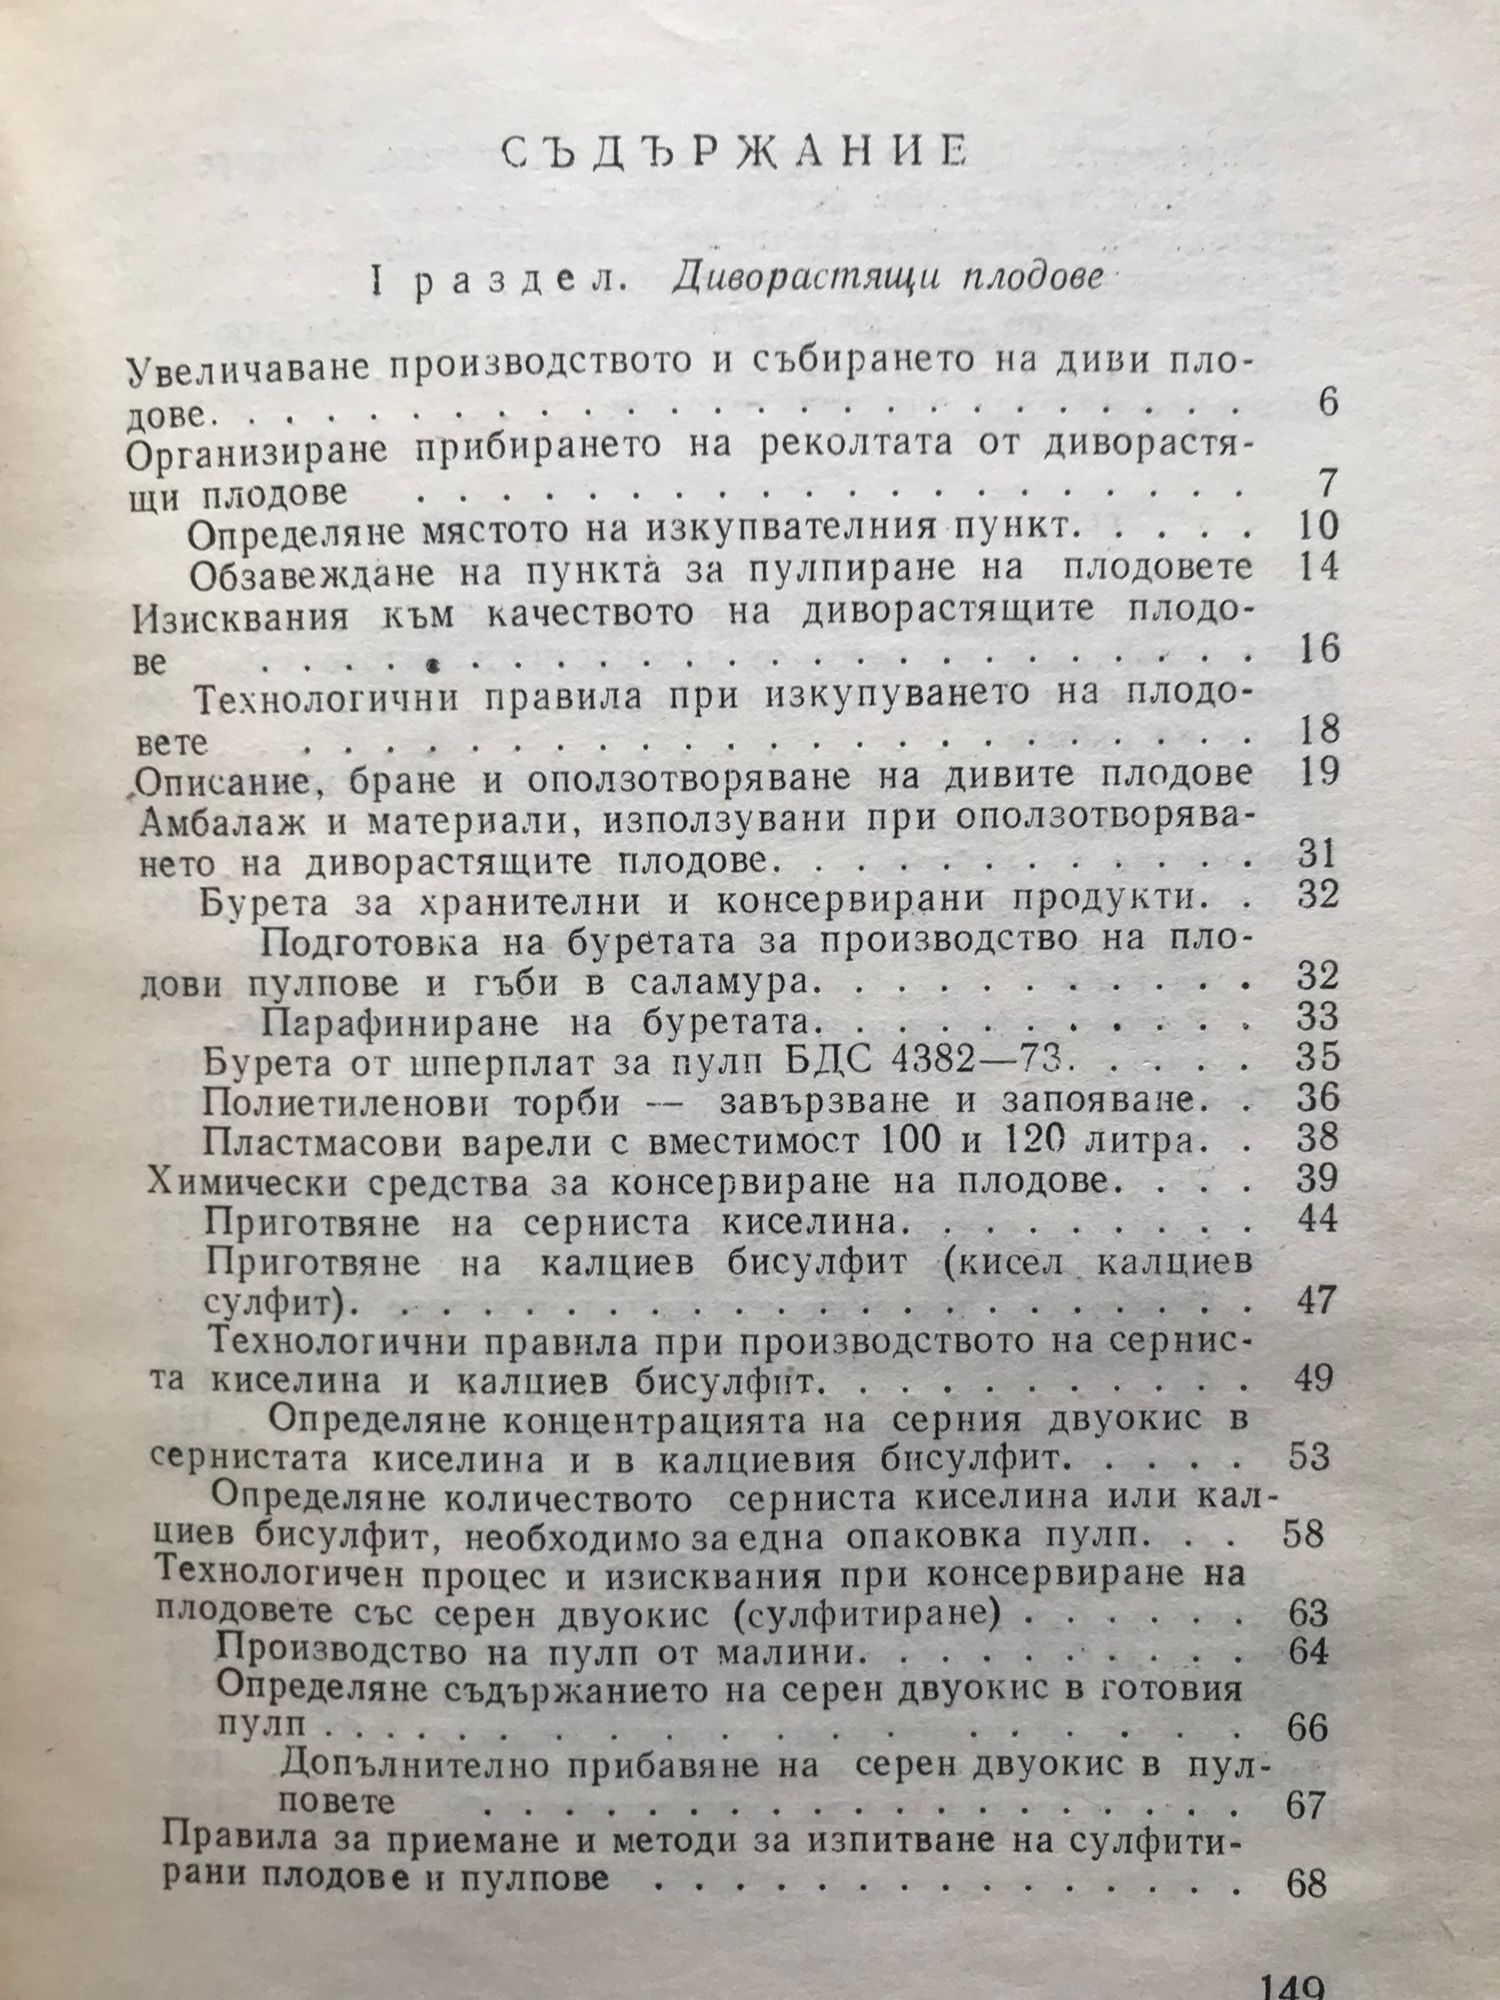 СЪДЪРЖАНИЕ
I раздел. Диворастящи плодове
Увеличаване производството и събирането на диви пло-
дове. . . . . . . . . . . . . . . . . . . . . . . . . . 6
Организиране прибирането на реколтата от диворастя-
щи плодове . . . . . . . . . . . . . . . . . . . . 7
Определяне мястото на изкупвателния пункт. . . . . 10
Обзавеждане на пункта за пулпиране на плодовете 14
Изисквания към качеството на диворастящите плодо-
ве . . . . . . . . . . . . . . . . . . . . . . . . 16
Технологични правила при изкупуването на плодо-
вете . . . . . . . . . . . . . . . . . . . . . . . 18
Описание, бране и оползотворяване на дивите плодове 19
Амбалаж и материали, използувани при оползотворява-
нето на диворастящите плодове. . . . . . . . . . . . 31
Бурета за хранителни и консервирани продукти. . 32
Подготовка на буретата за производство на пло-
дови пулпове и гъби в саламура. . . . . . . . . . . 32
Парафиниране на буретата. . . . . . . . . . . 33
Бурета от шперплат за пулп БДС 4382—73. . . . . 35
Полиетиленови торби — завързване и запояване. . 36
Пластмасови варели с вместимост 100 и 120 литра. . 38
Химически средства за консервиране на плодове. . . . 39
Приготвяне на серниста киселина. . . . . . . . . 44
Приготвяне на калциев бисулфит (кисел калциев
сулфит). . . . . . . . . . . . . . . . . . . . . . 47
Технологични правила при производството на сернис-
та киселина и калциев бисулфит. . . . . . . . . . . 49
Определяне концентрацията на серния двуокис в
сернистата киселина и в калциевия бисулфит. . . . . 53
Определяне количеството серниста киселина или кал-
циев бисулфит, необходимо за една опаковка пулп. . . 58
Технологичен процес и изисквания при консервиране на
плодовете със серен двуокис (сулфитиране) . . . . . . 63
Производство на пулп от малини. . . . . . . . . . 64
Определяне съдържанието на серен двуокис в готовия
пулп . . . . . . . . . . . . . . . . . . . . . . 66
Допълнително прибавяне на серен двуокис в пул-
повете . . . . . . . . . . . . . . . . . . . 67
Правила за приемане и методи за изпитване на сулфити-
рани плодове и пулпове . . . . . . . . . . . . . . . 68
149